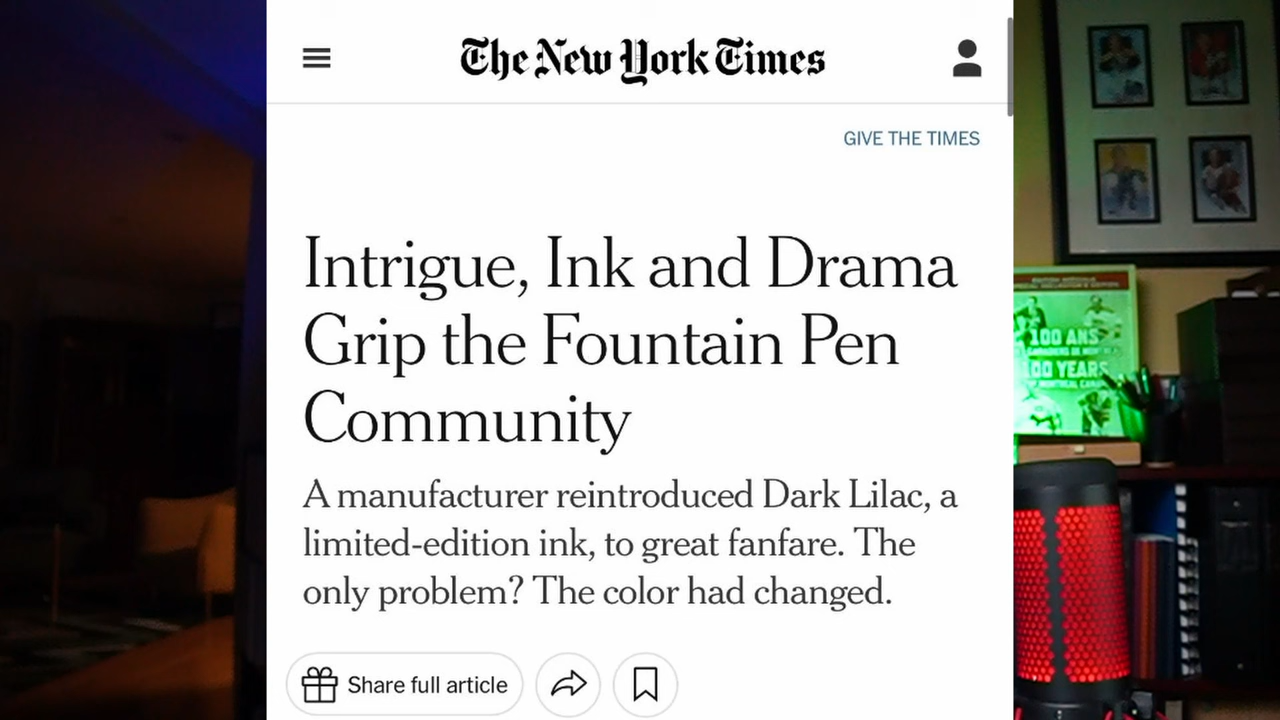 The New York Times
GIVE THE TIMES
Intrigue, Ink and Drama
Grip the Fountain Pen
Community
A manufacturer reintroduced Dark Lilac, a
limited-edition ink, to great fanfare. The
only problem? The color had changed.
Share full article
100 ANS
100 YEARS